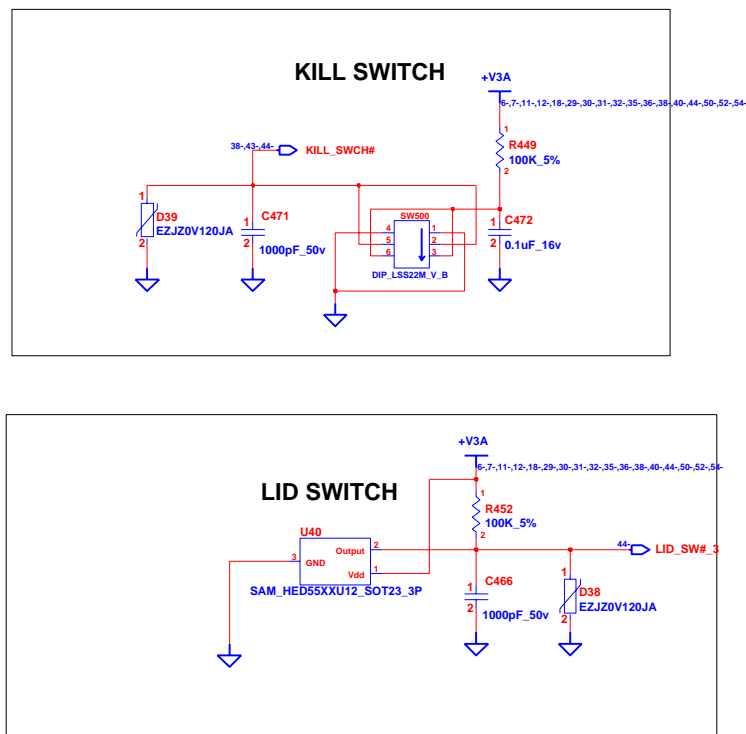 KILL SWITCH
+V3A
6-,7-,11-,12-,18-,29-,30-,31-,32-,35-,36-,38-,40-,44-,50-,52-,54-
38-,43-,44-
KILL_SWCH#
1
R449
100K_5%
2
1
D39
EZJZ0V120JA
2
C471
1
2
1000pF_50v
SW500
4 1
5 2
6 3
DIP_LSS22M_V_B
C472
1
2
0.1uF_16v
+V3A
6-,7-,11-,12-,18-,29-,30-,31-,32-,35-,36-,38-,40-,44-,50-,52-,54-
LID SWITCH
1
R452
100K_5%
2
U40
Output 2
3 GND
Vdd 1
SAM_HED55XXU12_SOT23_3P
44-
LID_SW#_3
C466
1
2
1000pF_50v
1
D38
EZJZ0V120JA
2